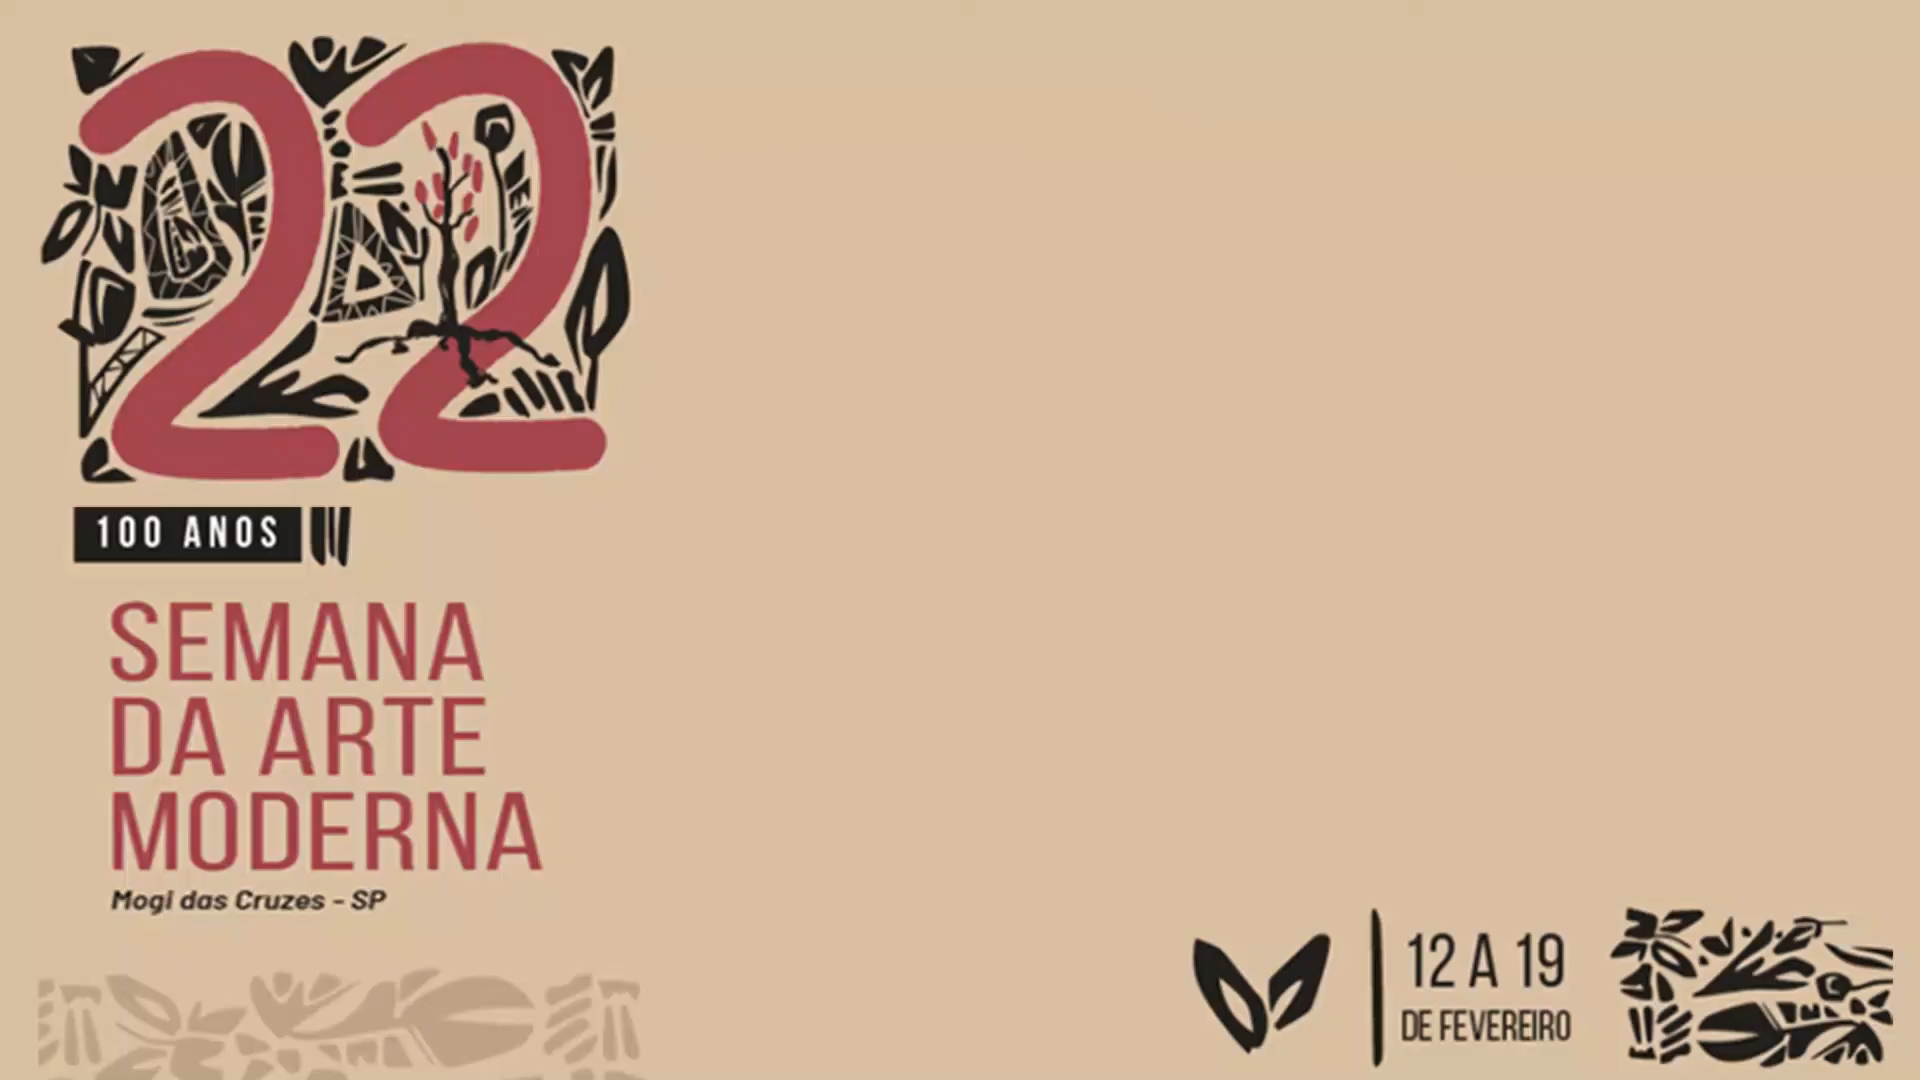 22
100 ANOS
SEMANA
DA ARTE
MODERNA
Mogi das Cruzes - SP
12 A 19
DE FEVEREIRO